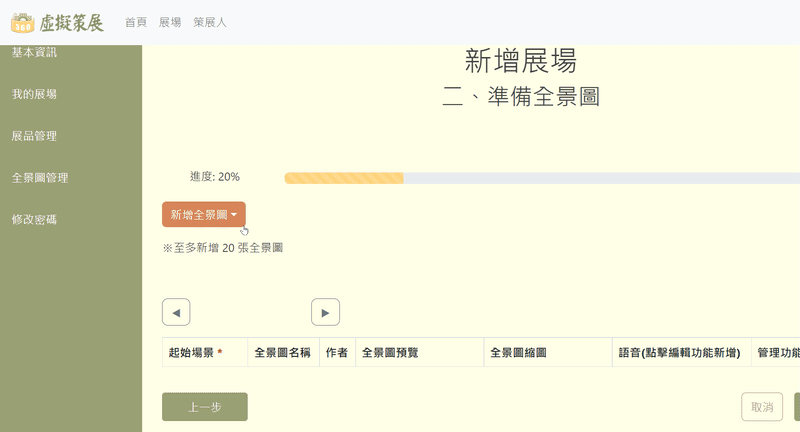 360 虛擬策展 首頁 展場 策展人
基本資訊
我的展場
展品管理
全景圖管理
修改密碼
新增展場
二、準備全景圖
進度: 20%
新增全景圖
※至多新增 20 張全景圖
起始場景 * 全景圖名稱 作者 全景圖預覽 全景圖縮圖 語音(點擊編輯功能新增) 管理功能
上一步 取消